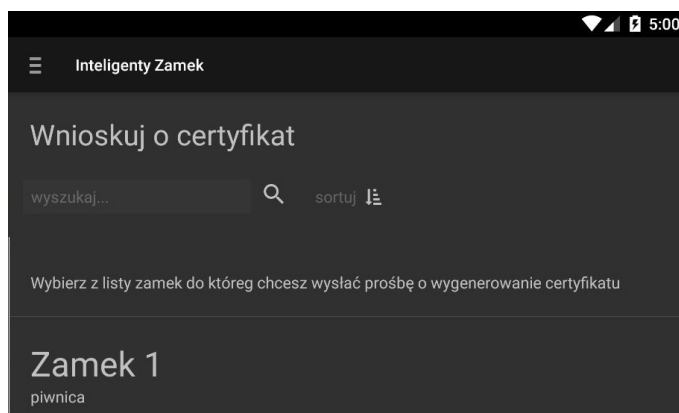 5:00
Inteligenty Zamek
Wnioskuj o certyfikat
wyszukaj... sortuj
Wybierz z listy zamek do któreg chcesz wysłać prośbę o wygenerowanie certyfikatu
Zamek 1
piwnica